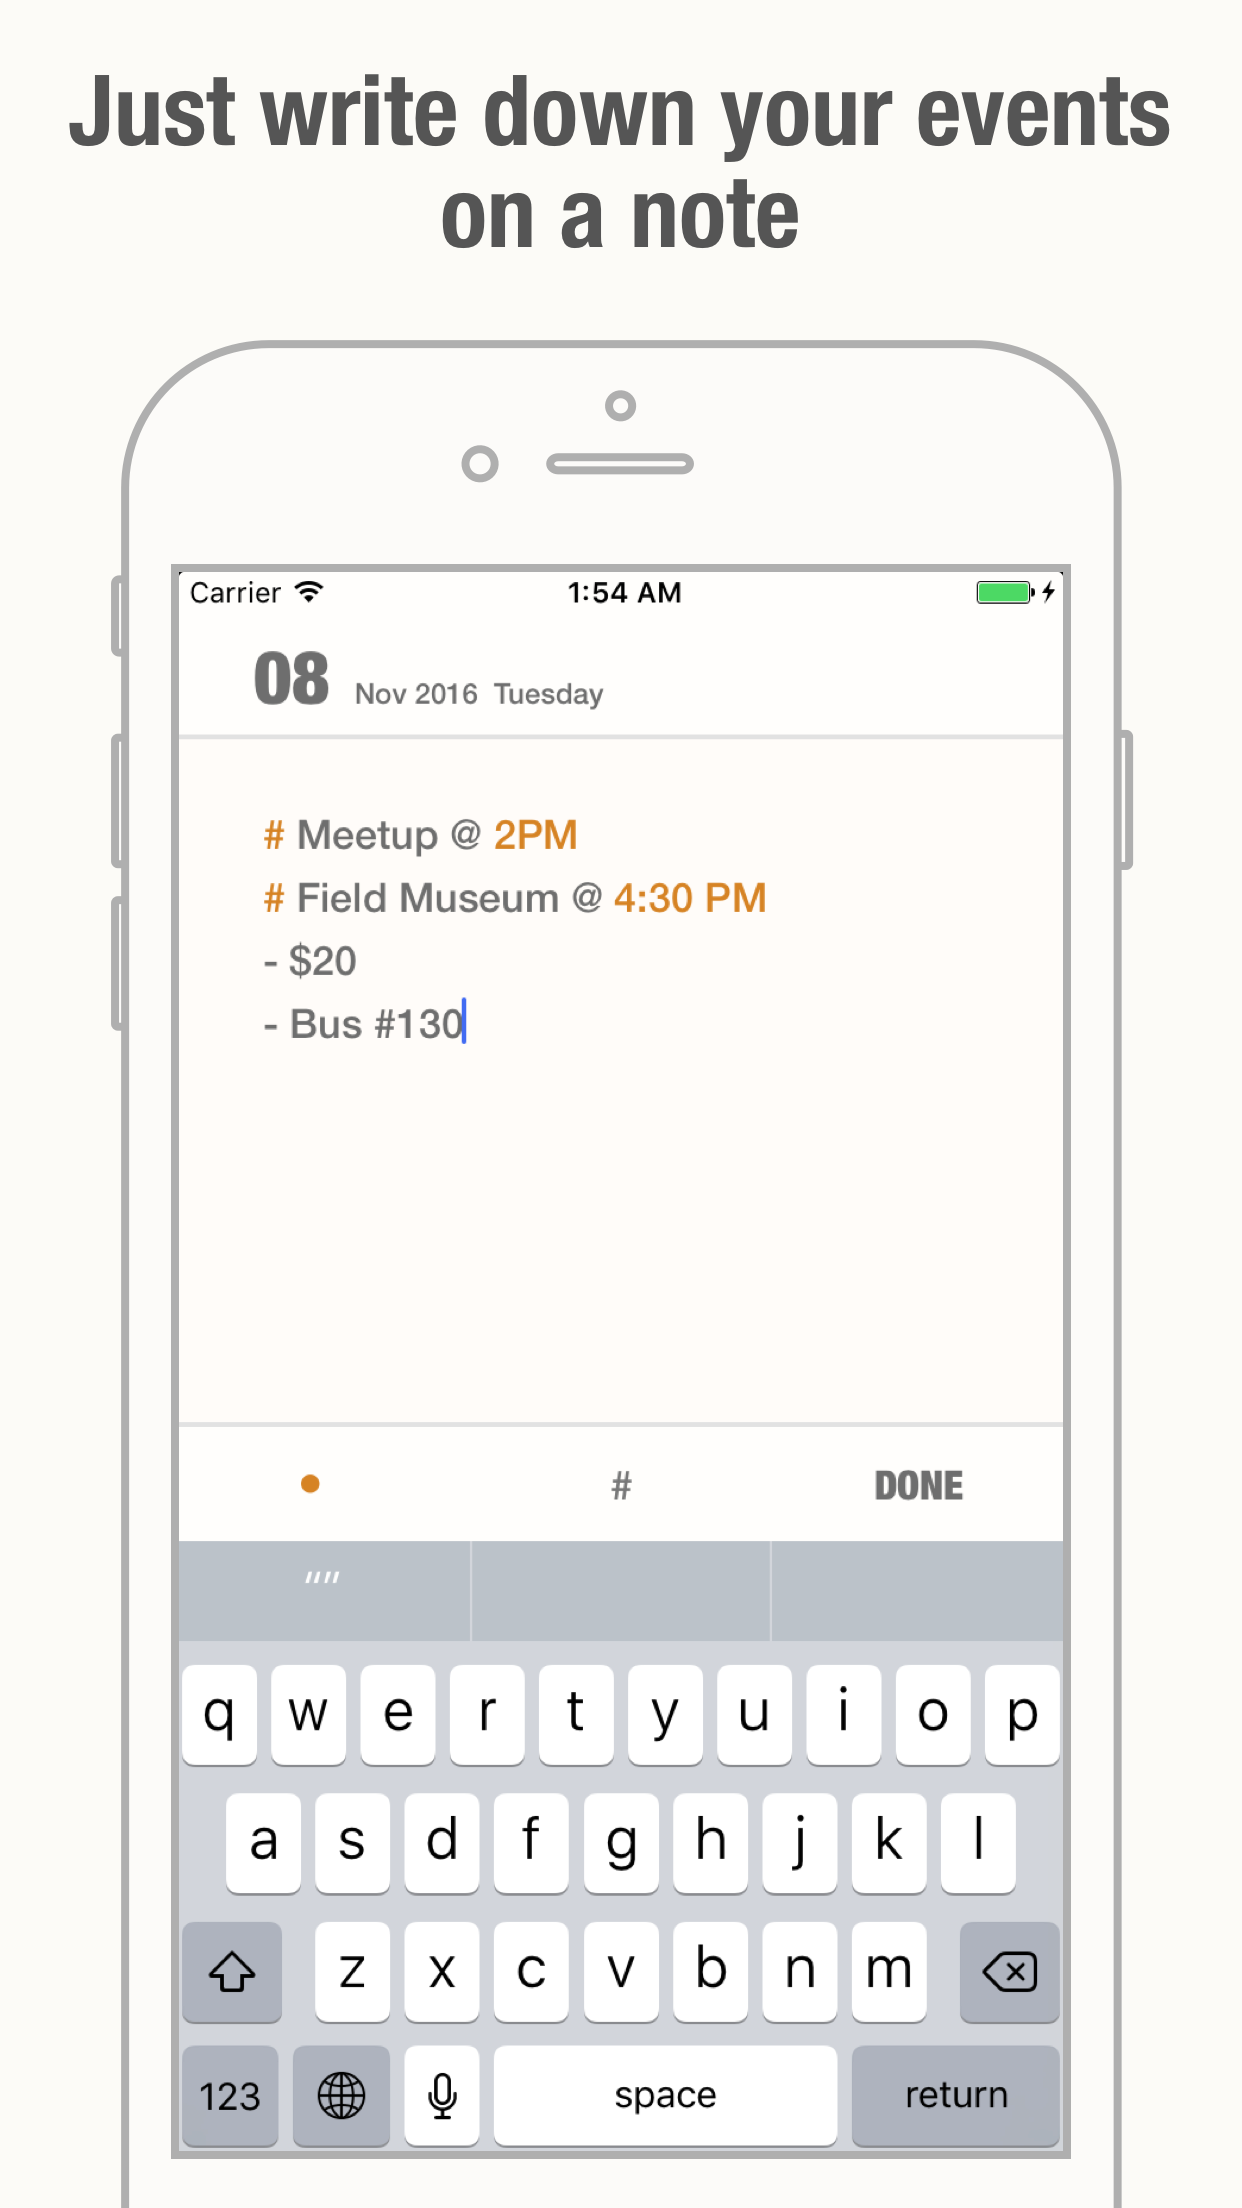 Just write down your events
on a note
Carrier 1:54 AM
08 Nov 2016 Tuesday
# Meetup @ 2PM
# Field Museum @ 4:30 PM
- $20
- Bus #130
# DONE
“”
q w e r t y u i o p
a s d f g h j k l
z x c v b n m
123 space return